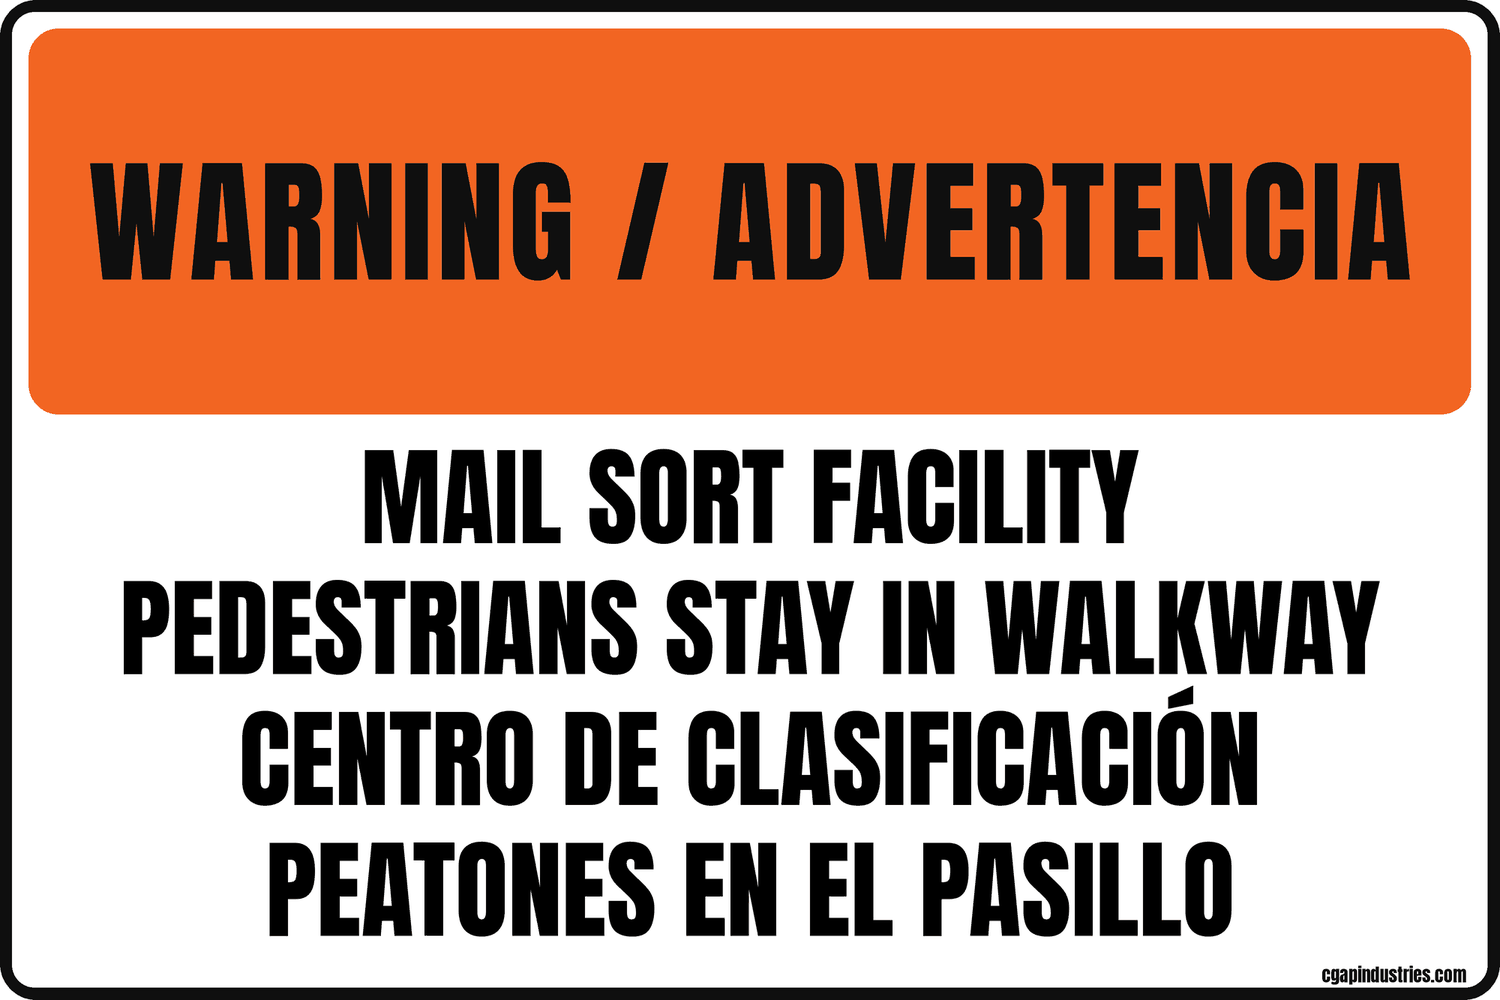 WARNING / ADVERTENCIA
MAIL SORT FACILITY
PEDESTRIANS STAY IN WALKWAY
CENTRO DE CLASIFICACIÓN
PEATONES EN EL PASILLO
cgapindustries.com